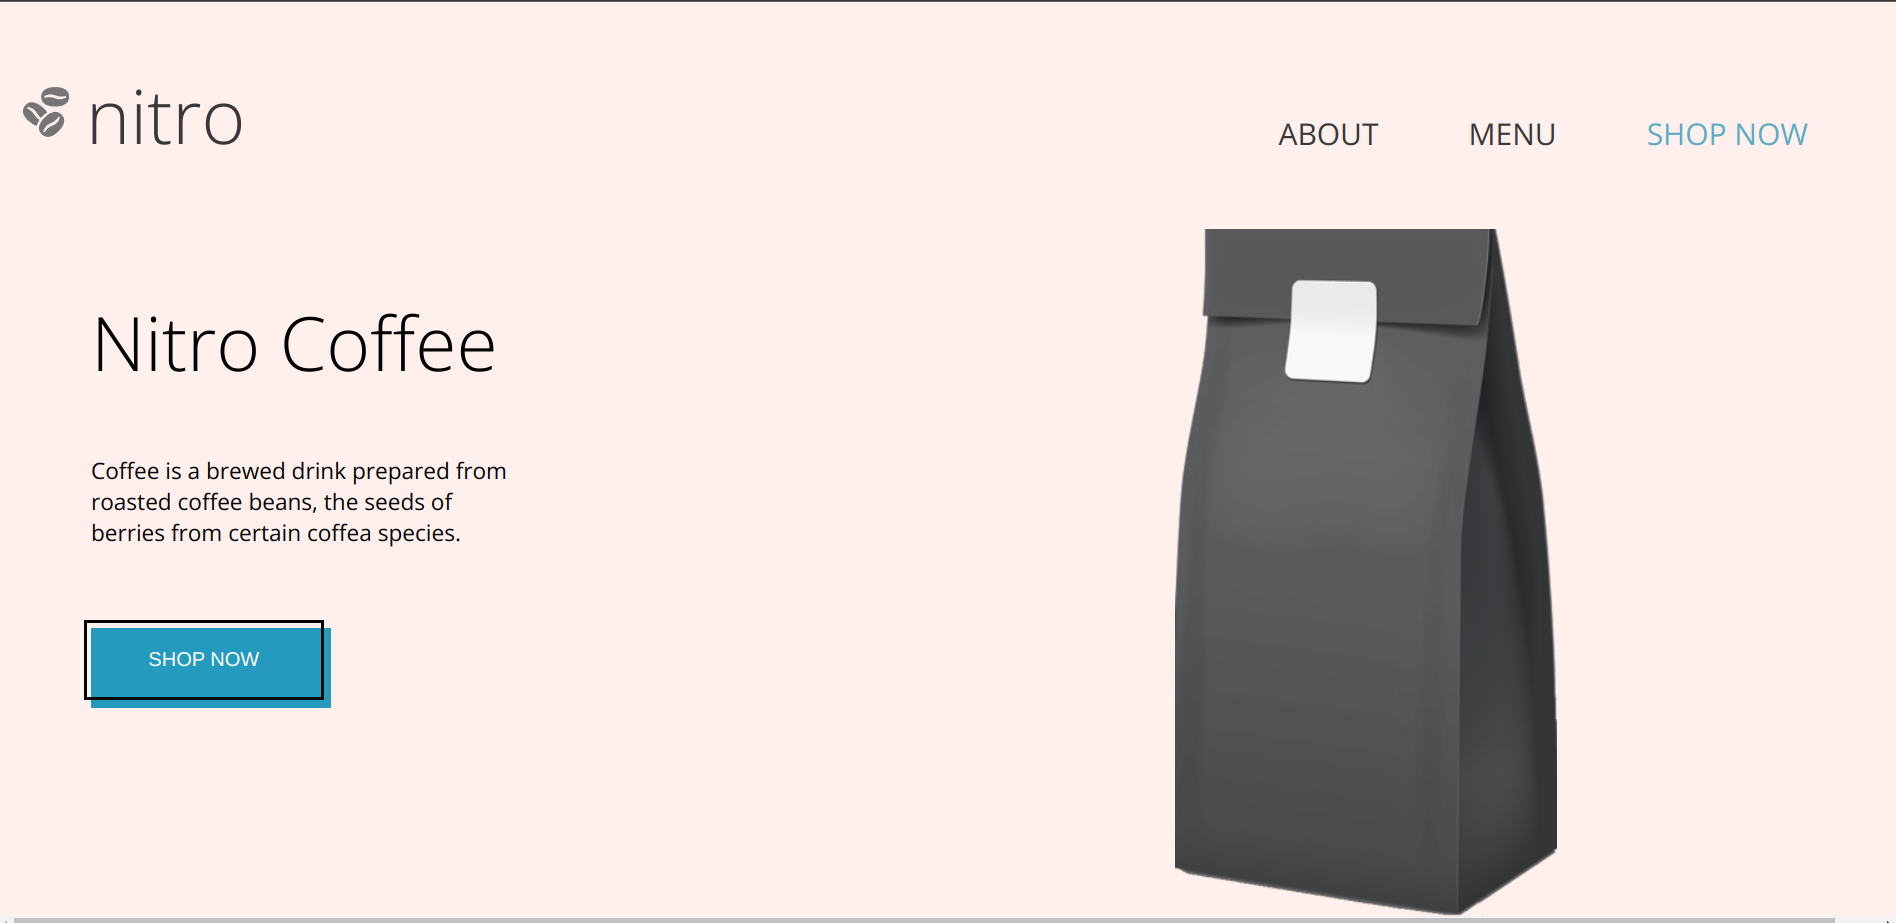 nitro
ABOUT
MENU
SHOP NOW
Nitro Coffee
Coffee is a brewed drink prepared from
roasted coffee beans, the seeds of
berries from certain coffea species.
SHOP NOW